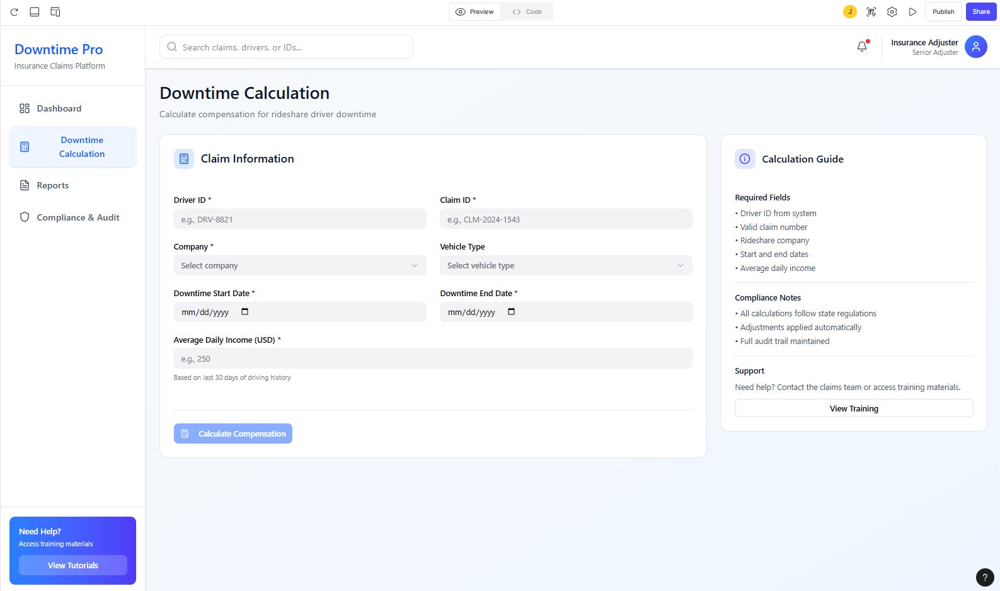 Preview
Code
J
Publish
Share
Downtime Pro
Insurance Claims Platform
Search claims, drivers, or IDs...
Insurance Adjuster
Senior Adjuster
Dashboard
Downtime
Calculation
Reports
Compliance & Audit
Downtime Calculation
Calculate compensation for rideshare driver downtime
Claim Information
Driver ID *
e.g., DRV-8821
Claim ID *
e.g., CLM-2024-1543
Company *
Select company
Vehicle Type
Select vehicle type
Downtime Start Date *
mm/dd/yyyy
Downtime End Date *
mm/dd/yyyy
Average Daily Income (USD) *
e.g., 250
Based on last 30 days of driving history
Calculate Compensation
Calculation Guide
Required Fields
• Driver ID from system
• Valid claim number
• Rideshare company
• Start and end dates
• Average daily income
Compliance Notes
• All calculations follow state regulations
• Adjustments applied automatically
• Full audit trail maintained
Support
Need help? Contact the claims team or access training materials.
View Training
Need Help?
Access training materials
View Tutorials
?